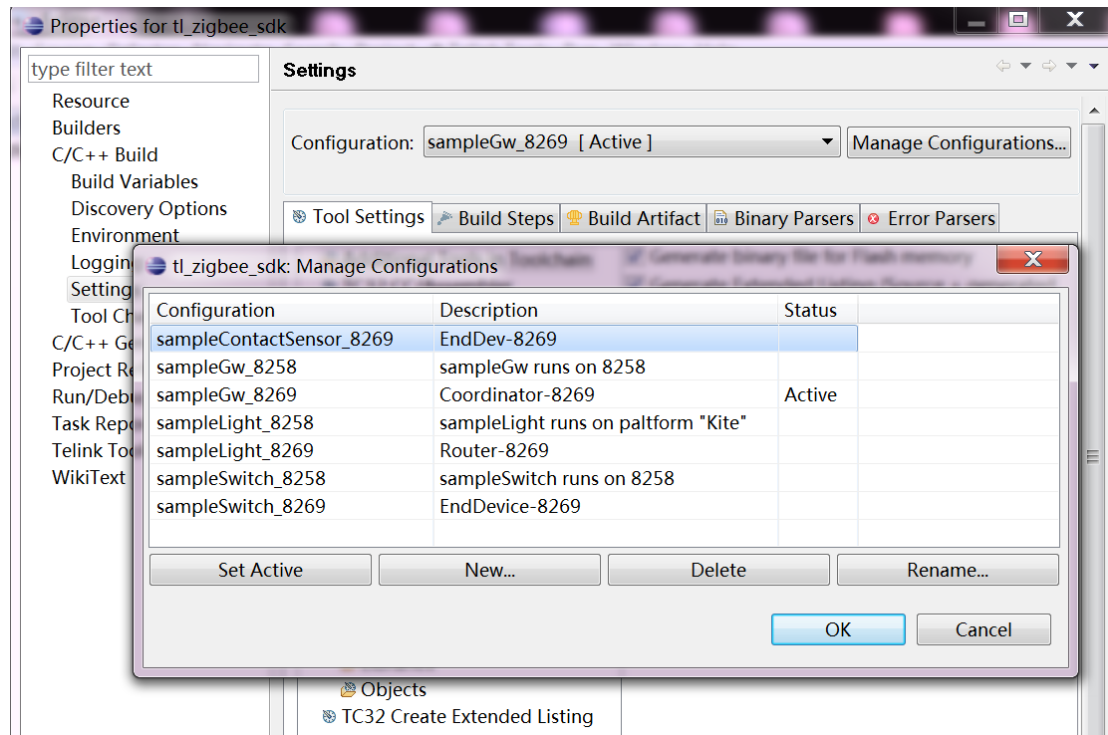 Properties for tl_zigbee_sdk
type filter text
Settings
Resource
Builders
C/C++ Build
Build Variables
Discovery Options
Environment
Loggin
Setting
Tool Ch
C/C++ Ge
Project Re
Run/Debu
Task Repo
Telink Too
WikiText
Configuration: sampleGw_8269 [ Active ] Manage Configurations...
Tool Settings Build Steps Build Artifact Binary Parsers Error Parsers
tl_zigbee_sdk: Manage Configurations
Configuration Description Status
sampleContactSensor_8269 EndDev-8269
sampleGw_8258 sampleGw runs on 8258
sampleGw_8269 Coordinator-8269 Active
sampleLight_8258 sampleLight runs on paltform "Kite"
sampleLight_8269 Router-8269
sampleSwitch_8258 sampleSwitch runs on 8258
sampleSwitch_8269 EndDevice-8269
Set Active New... Delete Rename...
OK Cancel
Objects
TC32 Create Extended Listing